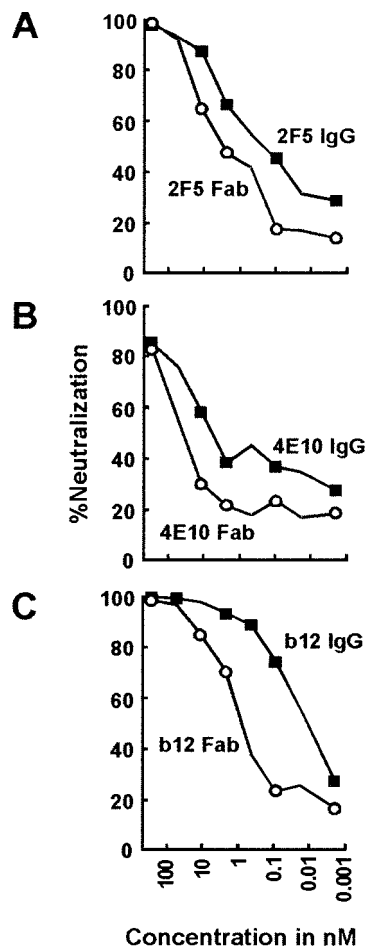 A
100
80
60
40
20
0
2F5 IgG
2F5 Fab
B
100
80
60
40
20
0
%Neutralization
4E10 IgG
4E10 Fab
C
100
80
60
40
20
0
b12 IgG
b12 Fab
100 10 1 0.1 0.01 0.001
Concentration in nM